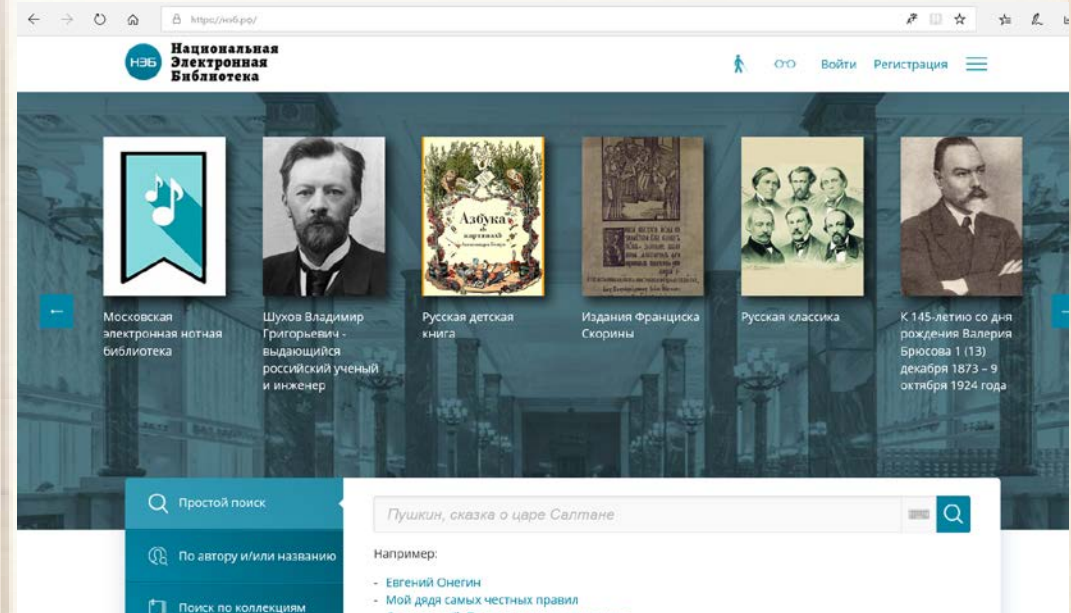 https://нэб.рф/
НЭБ
Национальная
Электронная
Библиотека
Войти Регистрация
Азбука
в
картинах
Александра Бенуа
Московская
электронная нотная
библиотека
Шухов Владимир
Григорьевич -
выдающийся
российский ученый
и инженер
Русская детская
книга
Издания Франциска
Скорины
Русская классика
К 145-летию со дня
рождения Валерия
Брюсова 1 (13)
декабря 1873 – 9
октября 1924 года
Простой поиск
По автору и/или названию
Поиск по коллекциям
Пушкин, сказка о царе Салтане
Например:
- Евгений Онегин
- Мой дядя самых честных правил